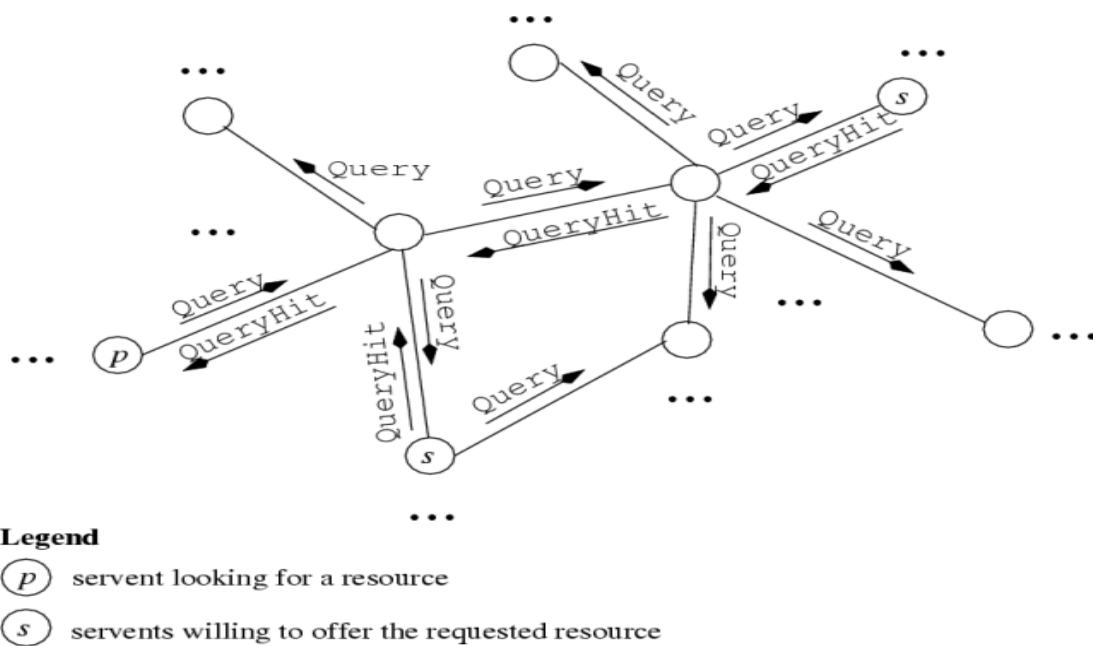 ...
...
...
s
Query
Query
QueryHit
Query
Query
QueryHit
...
Query
Query
Query
QueryHit
Query
QueryHit
Query
...
... p
...
QueryHit
Query
...
s
...
Legend
p servent looking for a resource
s servents willing to offer the requested resource